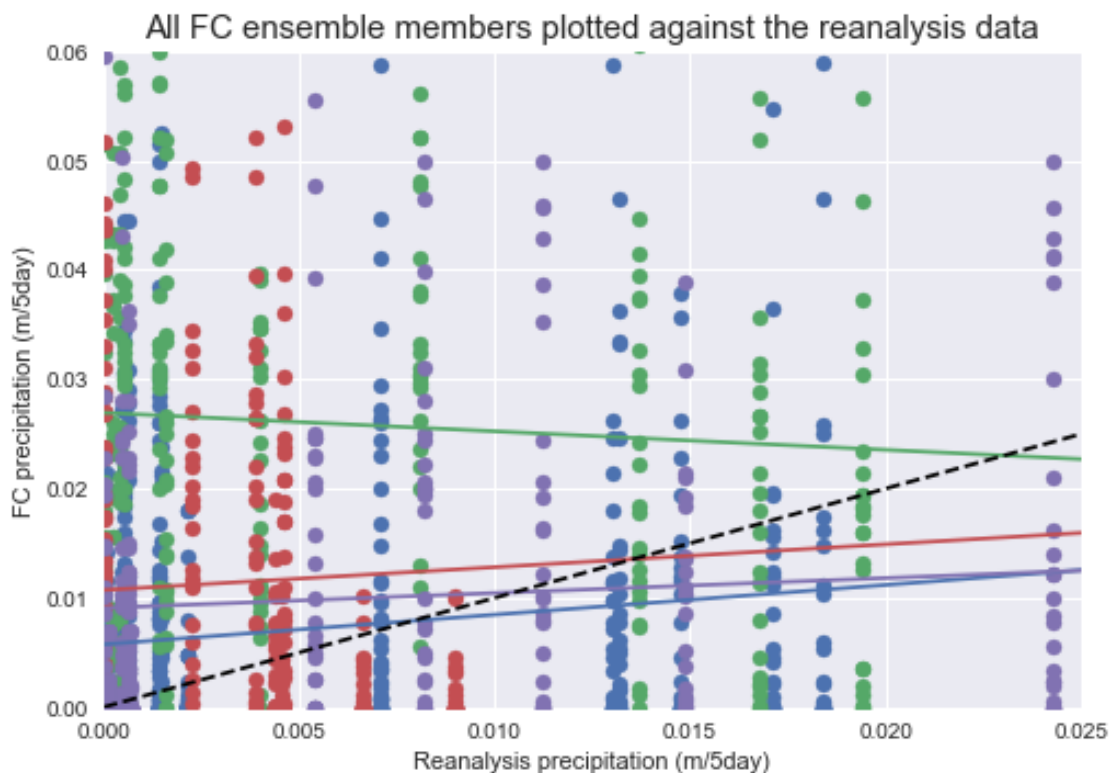 All FC ensemble members plotted against the reanalysis data
0.06
0.05
0.04
0.03
0.02
0.01
0.00
FC precipitation (m/5day)
0.000 0.005 0.010 0.015 0.020 0.025
Reanalysis precipitation (m/5day)